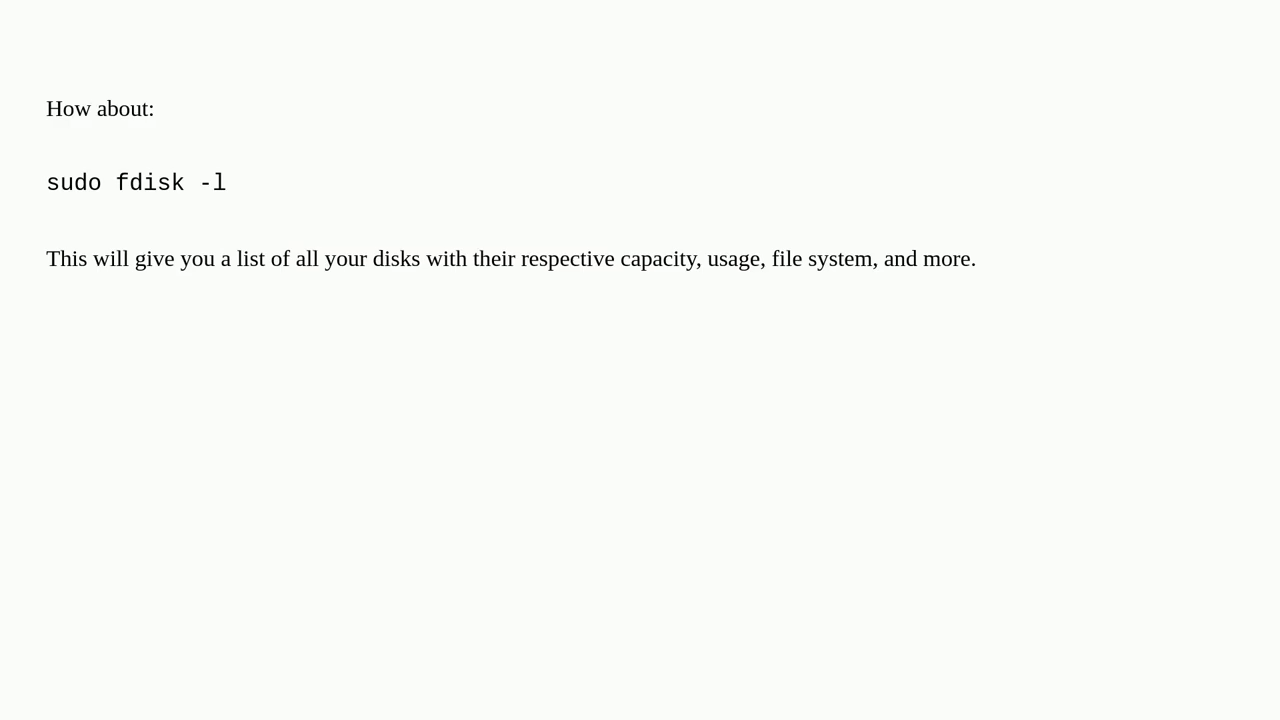 How about:
sudo fdisk -l
This will give you a list of all your disks with their respective capacity, usage, file system, and more.